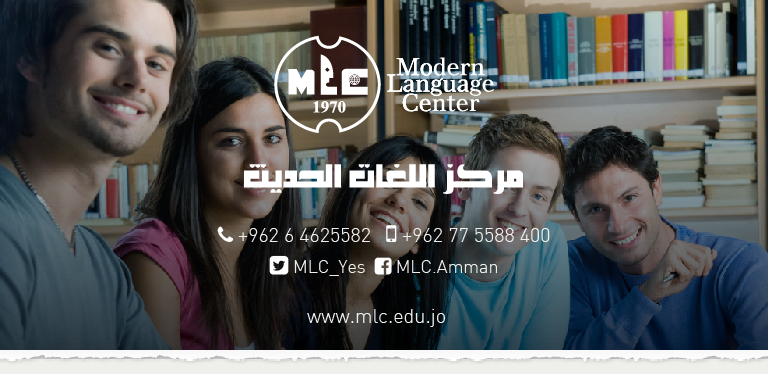 MLC
1970
Modern
Language
Center
مركز اللغات الحديث
+962 6 4625582 +962 77 5588 400
MLC_Yes MLC.Amman
www.mlc.edu.jo